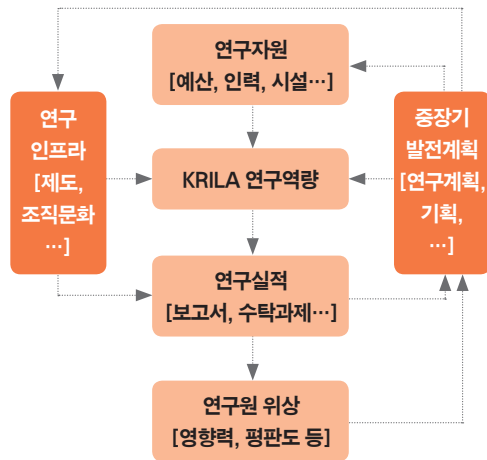 연구자원
[예산, 인력, 시설…]
연구
인프라
[제도,
조직문화
…]
중장기
발전계획
[연구계획,
기획,
…]
KRILA 연구역량
연구실적
[보고서, 수탁과제…]
연구원 위상
[영향력, 평판도 등]